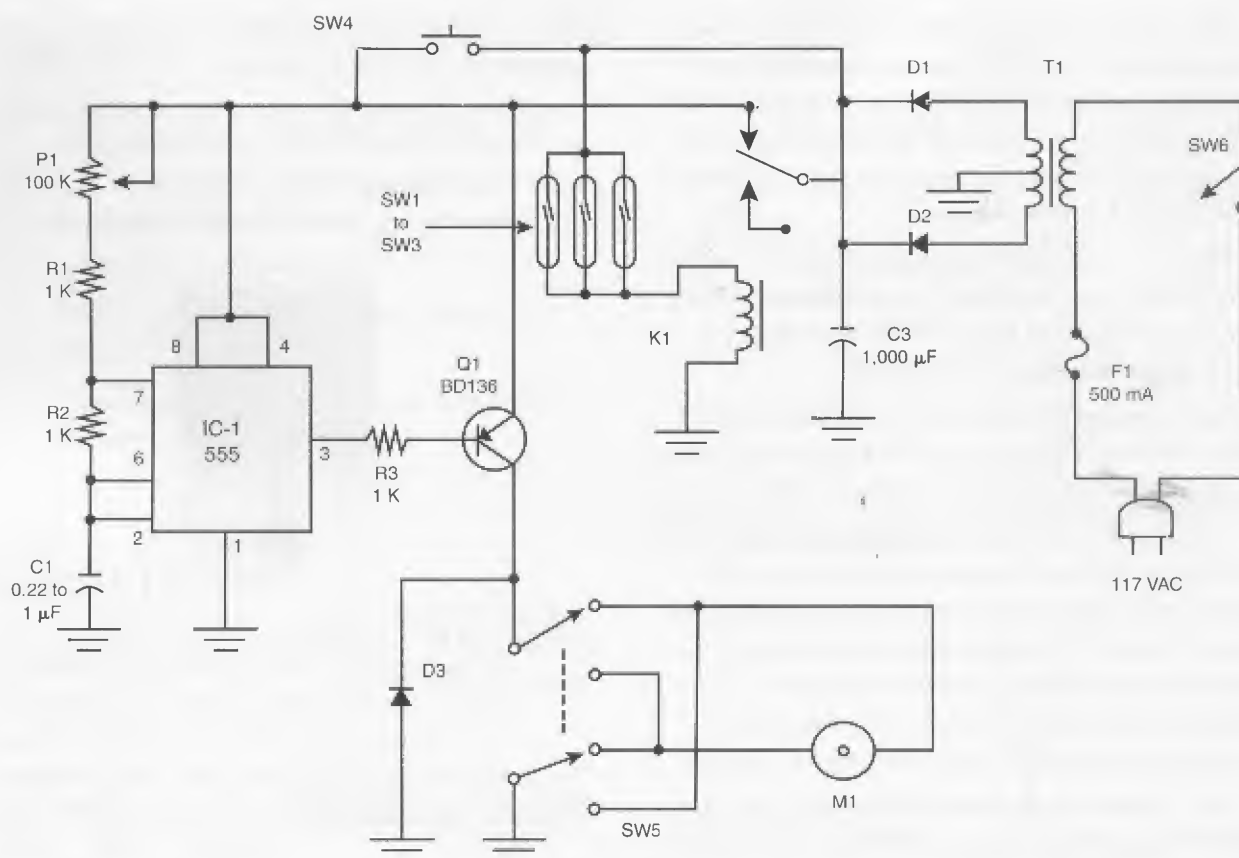 SW4
D1
T1
P1
100 K
SW6
SW1
to
SW3
D2
R1
1 K
K1
C3
1,000 µF
8
4
Q1
BD136
F1
500 mA
7
R2
1 K
IC-1
555
6
3
R3
1 K
2
1
C1
0.22 to
1 µF
117 VAC
D3
M1
SW5